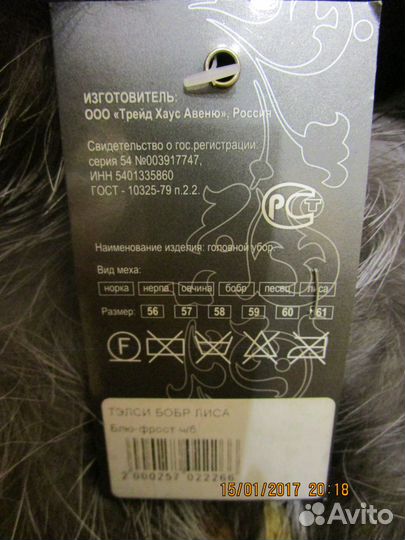 ИЗГОТОВИТЕЛЬ:
ООО «Трейд Хаус Авеню», Россия
Свидетельство о гос.регистрации:
серия 54 №003917747,
ИНН 5401335860
ГОСТ - 10325-79 п.2.2.
РСТ
Наименование изделия: головной убор.
Вид меха:
норка нерпа овчина бобр песец лиса
Размер: 56 57 58 59 60 61
F
ТЭЛСИ БОБР ЛИСА
Блю-фрост ч/б
2 000257 022266
15/01/2017 20:18
Avito